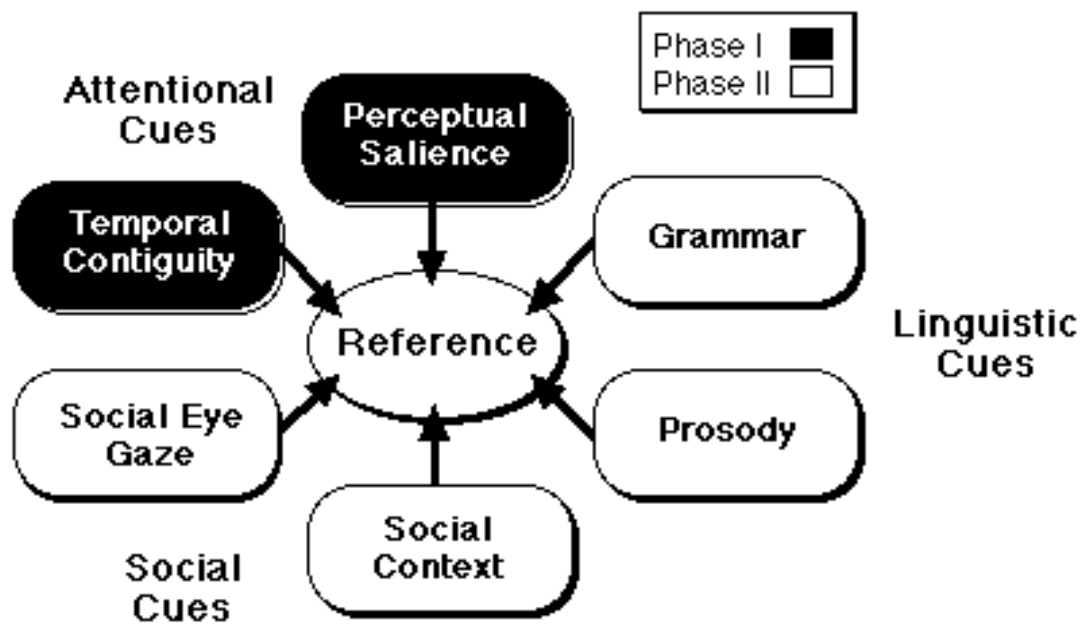 Phase I
Phase II
Attentional
Cues
Perceptual
Salience
Temporal
Contiguity
Grammar
Reference
Linguistic
Cues
Social Eye
Gaze
Prosody
Social
Context
Social
Cues